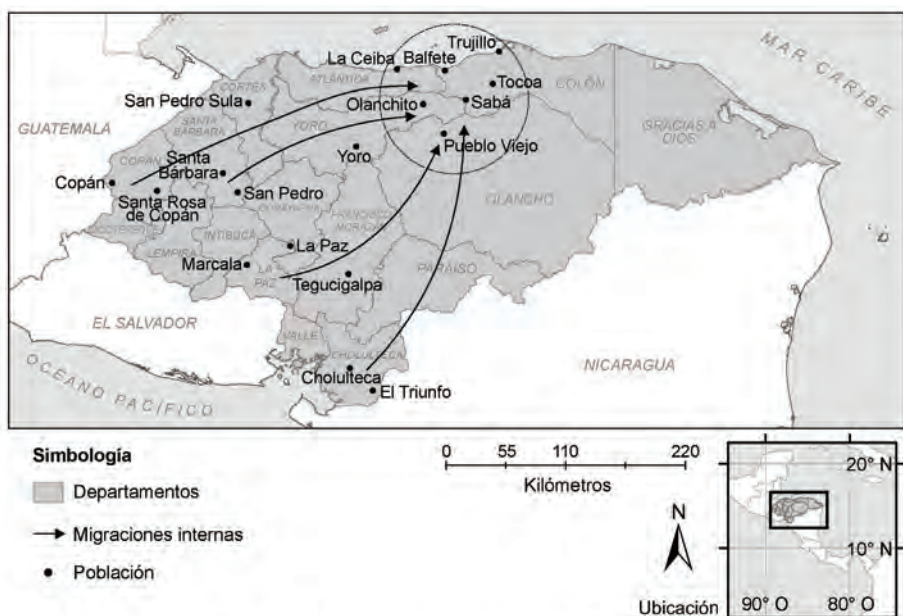 MAR CARIBE
Trujillo
La Ceiba
Balfete
Tocoa
COLÓN
ATLÁNTIDA
CORTÉS
San Pedro Sula
Olanchito
Sabá
SANTA
BÁRBARA
YORO
GUATEMALA
GRACIAS A
DIOS
Pueblo Viejo
Yoro
COPÁN
Santa
Bárbara
Copán
San Pedro
Santa Rosa
de Copán
OLANCHO
FRANCISCO
INTIBUCÁ
La Paz
LEMPIRA
Marcala
LA
PAZ
Tegucigalpa
PARAÍSO
EL SALVADOR
VALLE
CHOLULTECA
NICARAGUA
Cholulteca
El Triunfo
OCÉANO PACÍFICO
Simbología
Departamentos
Migraciones internas
Población
0 55 110 220
Kilómetros
N
20° N
10° N
Ubicación
90° O 80° O